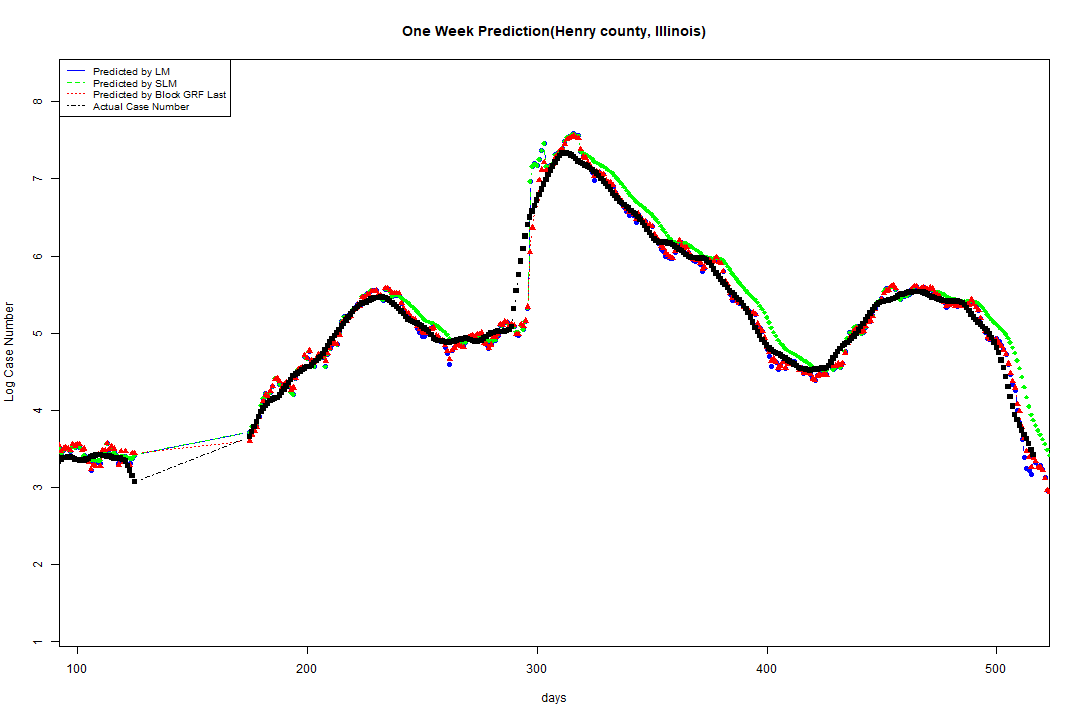 One Week Prediction(Henry county, Illinois)
Predicted by LM
Predicted by SLM
Predicted by Block GRF Last
Actual Case Number
8
7
6
5
4
3
2
1
Log Case Number
100 200 300 400 500
days